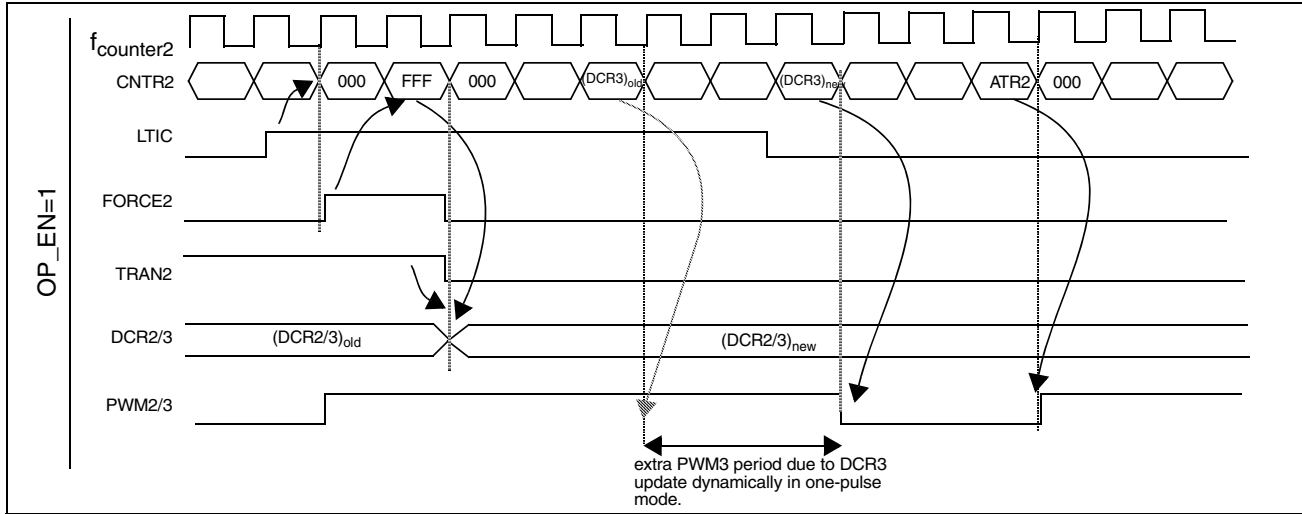 f_counter2
CNTR2 000 FFF 000 (DCR3)old (DCR3)new ATR2 000
LTIC
FORCE2
TRAN2
DCR2/3 (DCR2/3)old (DCR2/3)new
PWM2/3
extra PWM3 period due to DCR3
update dynamically in one-pulse
mode.
OP_EN=1